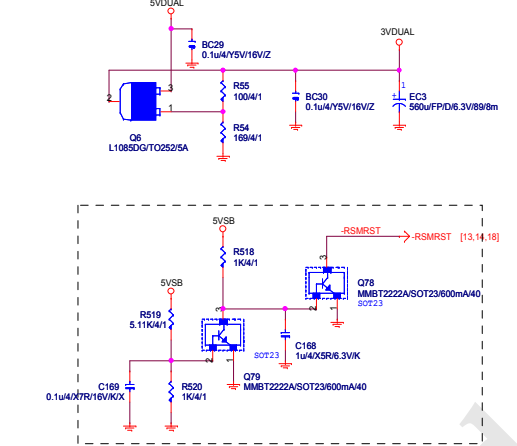 5VDUAL
3VDUAL
BC29
0.1u/4/Y5V/16V/Z
2
3
1
R55
100/4/1
BC30
0.1u/4/Y5V/16V/Z
1
+
EC3
560u/FP/D/6.3V/89/8m
Q6
L1085DG/TO252/5A
R54
169/4/1
5VSB
-RSMRST
-RSMRST [13,14,18]
R518
1K/4/1
3
Q78
MMBT2222A/SOT23/600mA/40
SOT23
5VSB
2
1
R519
5.11K/4/1
3
C168
1u/4/X5R/6.3V/K
SOT23
2
1
C169
0.1u/4/X7R/16V/K/X
R520
1K/4/1
Q79
MMBT2222A/SOT23/600mA/40